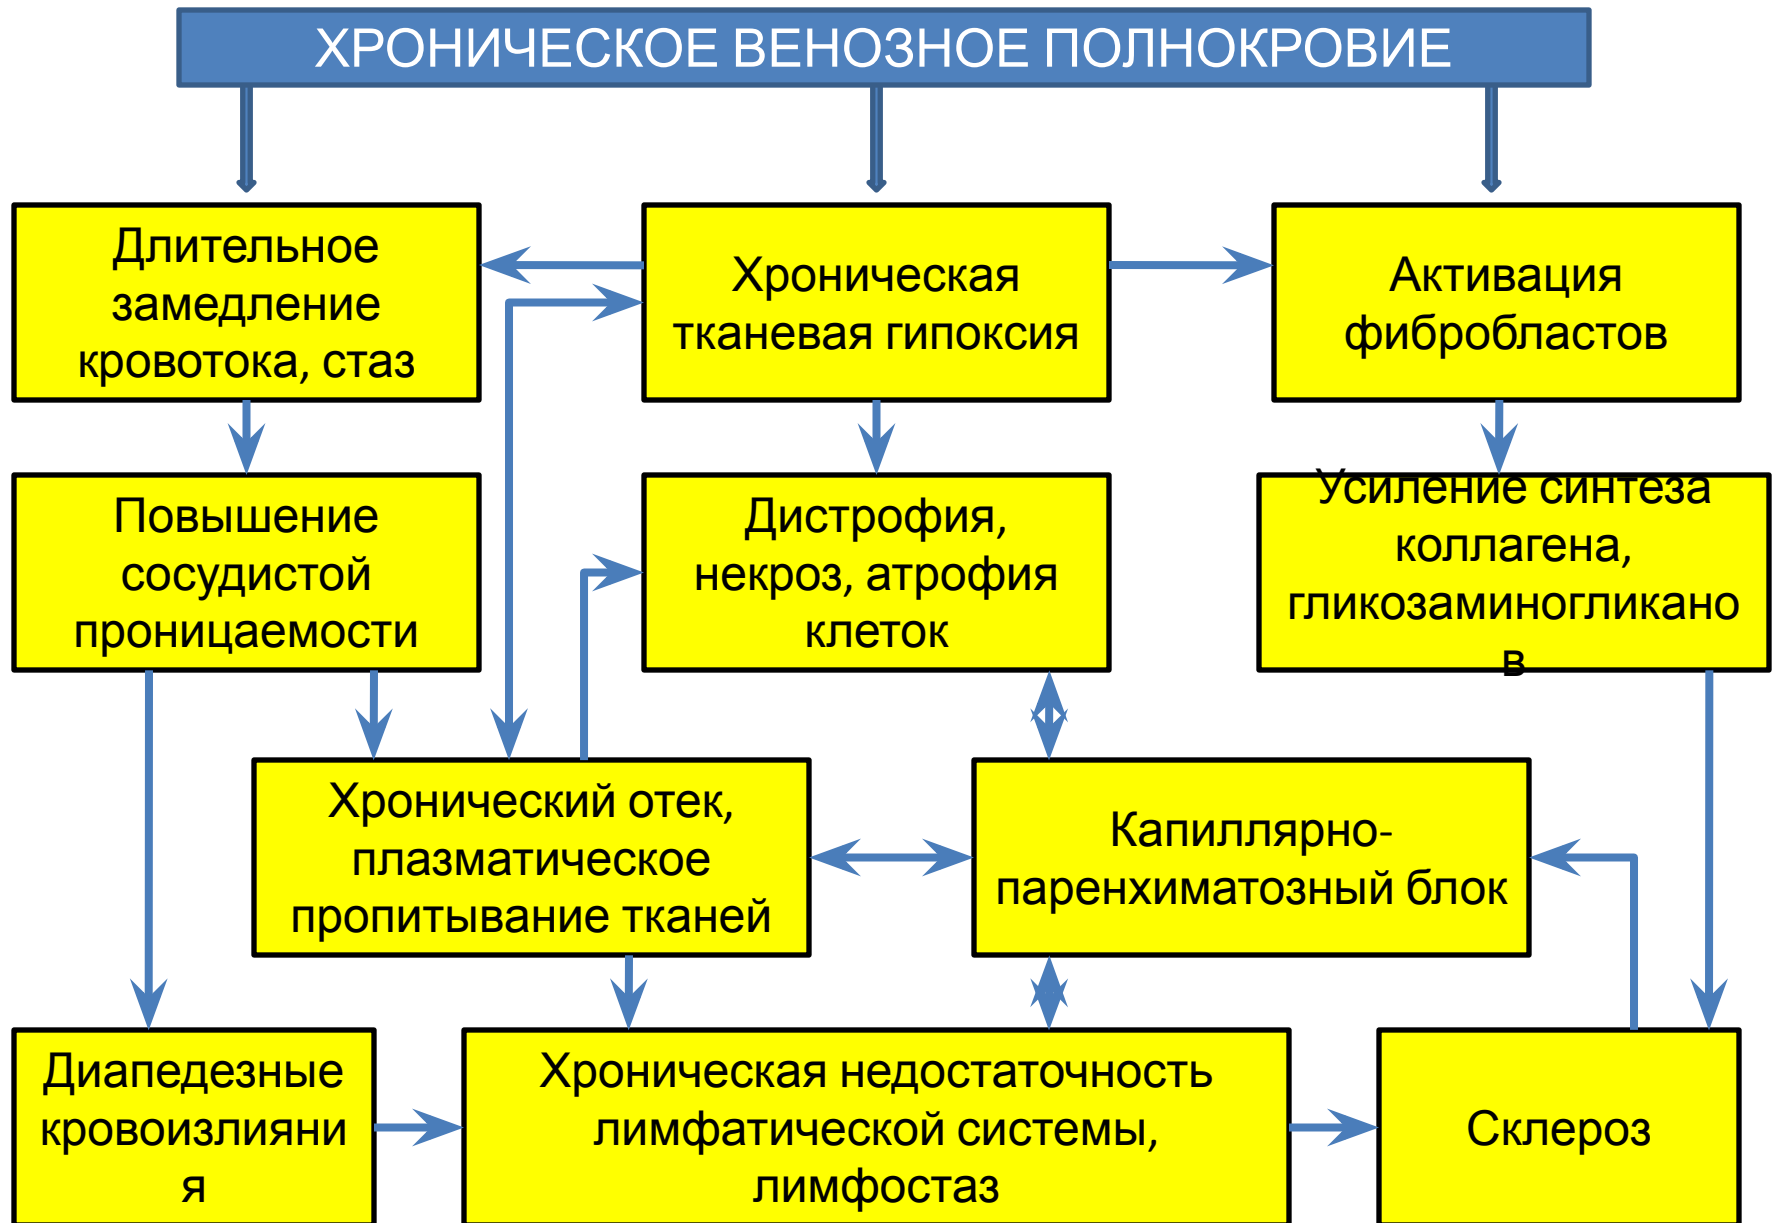 ХРОНИЧЕСКОЕ ВЕНОЗНОЕ ПОЛНОКРОВИЕ
Длительное
замедление
кровотока, стаз
Хроническая
тканевая гипоксия
Активация
фибробластов
Повышение
сосудистой
проницаемости
Дистрофия,
некроз, атрофия
клеток
Усиление синтеза
коллагена,
гликозаминогликано
в
Хронический отек,
плазматическое
пропитывание тканей
Капиллярно-
паренхиматозный блок
Диапедезные
кровоизлияни
я
Хроническая недостаточность
лимфатической системы,
лимфостаз
Склероз